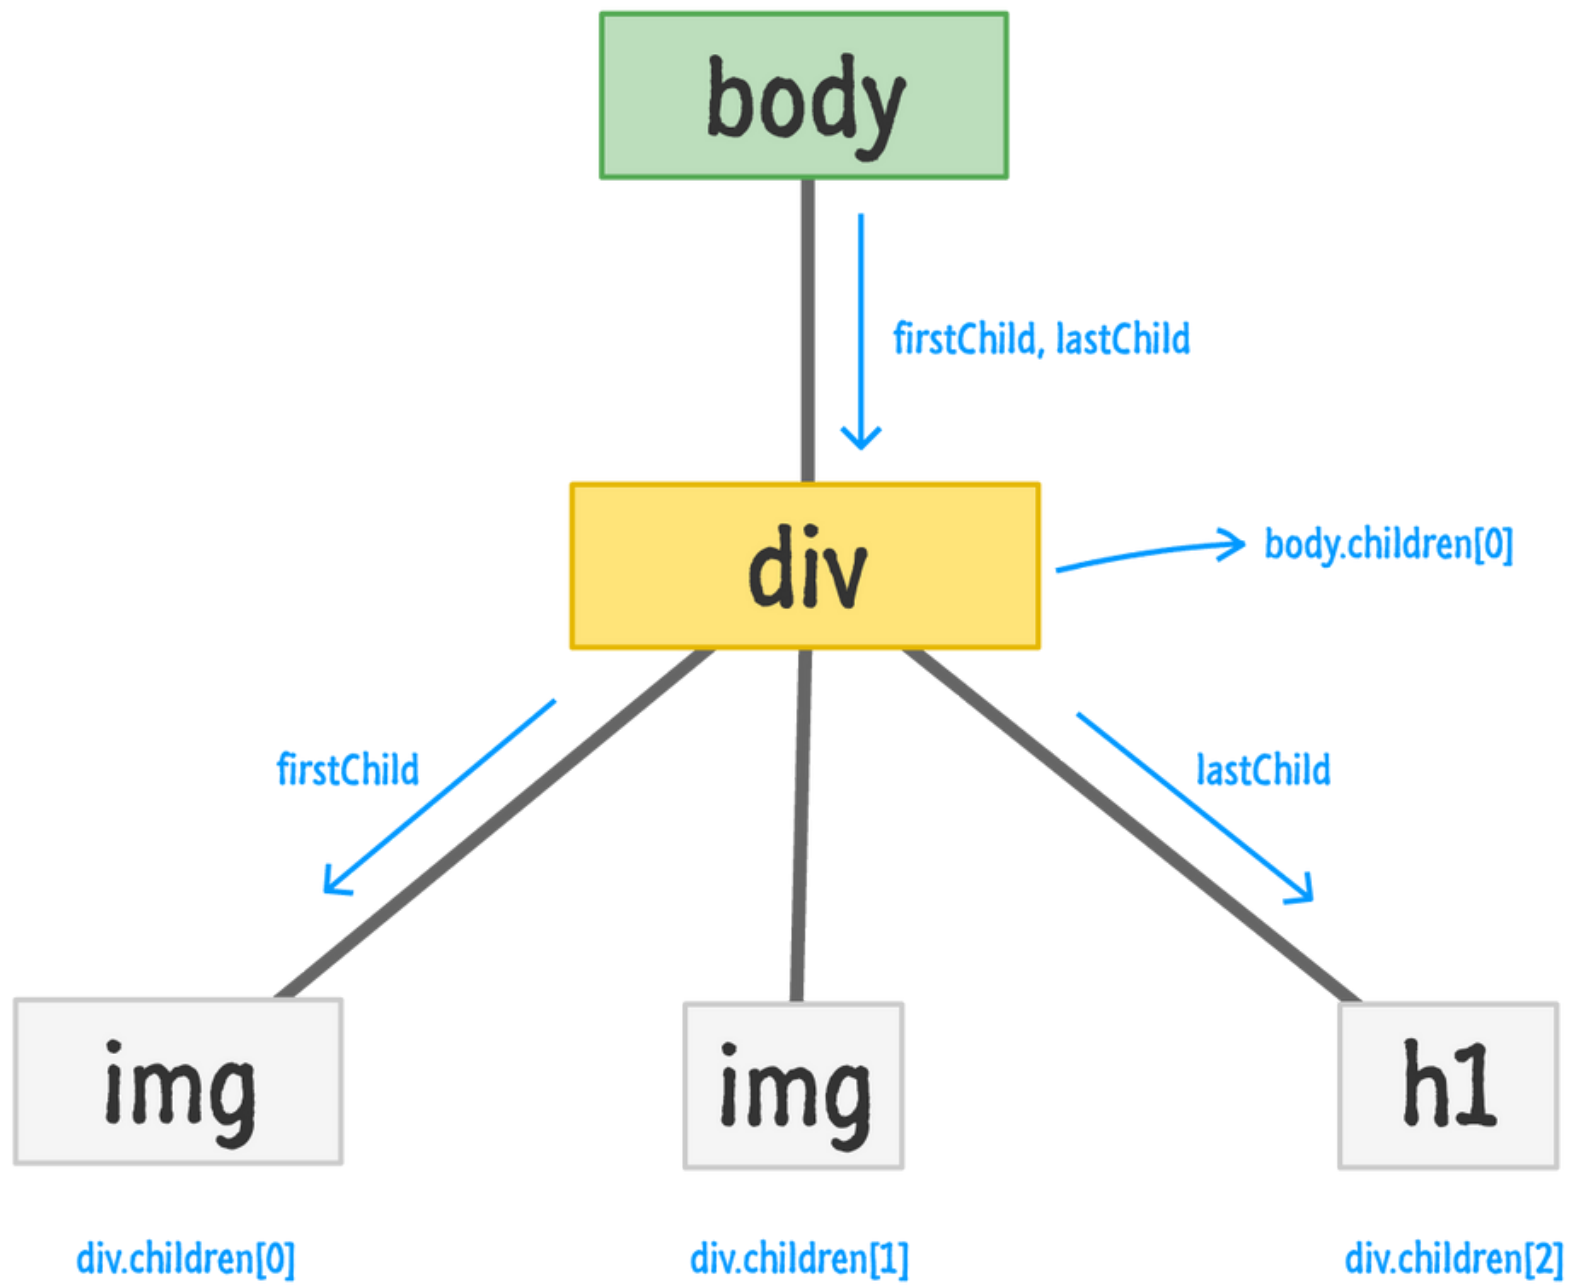 body
firstChild, lastChild
div
body.children[0]
firstChild
lastChild
img
img
h1
div.children[0]
div.children[1]
div.children[2]